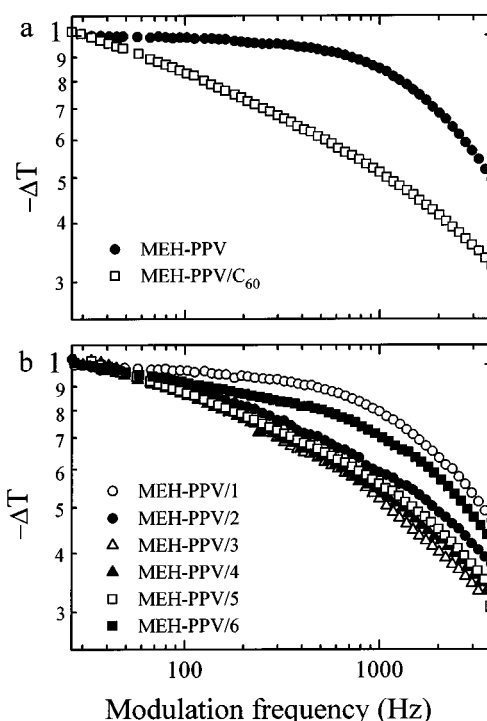 a
1
9
8
7
6
5
4
3
−ΔT
MEH-PPV
MEH-PPV/C60
b
1
9
8
7
6
5
4
3
−ΔT
MEH-PPV/1
MEH-PPV/2
MEH-PPV/3
MEH-PPV/4
MEH-PPV/5
MEH-PPV/6
100 1000
Modulation frequency (Hz)